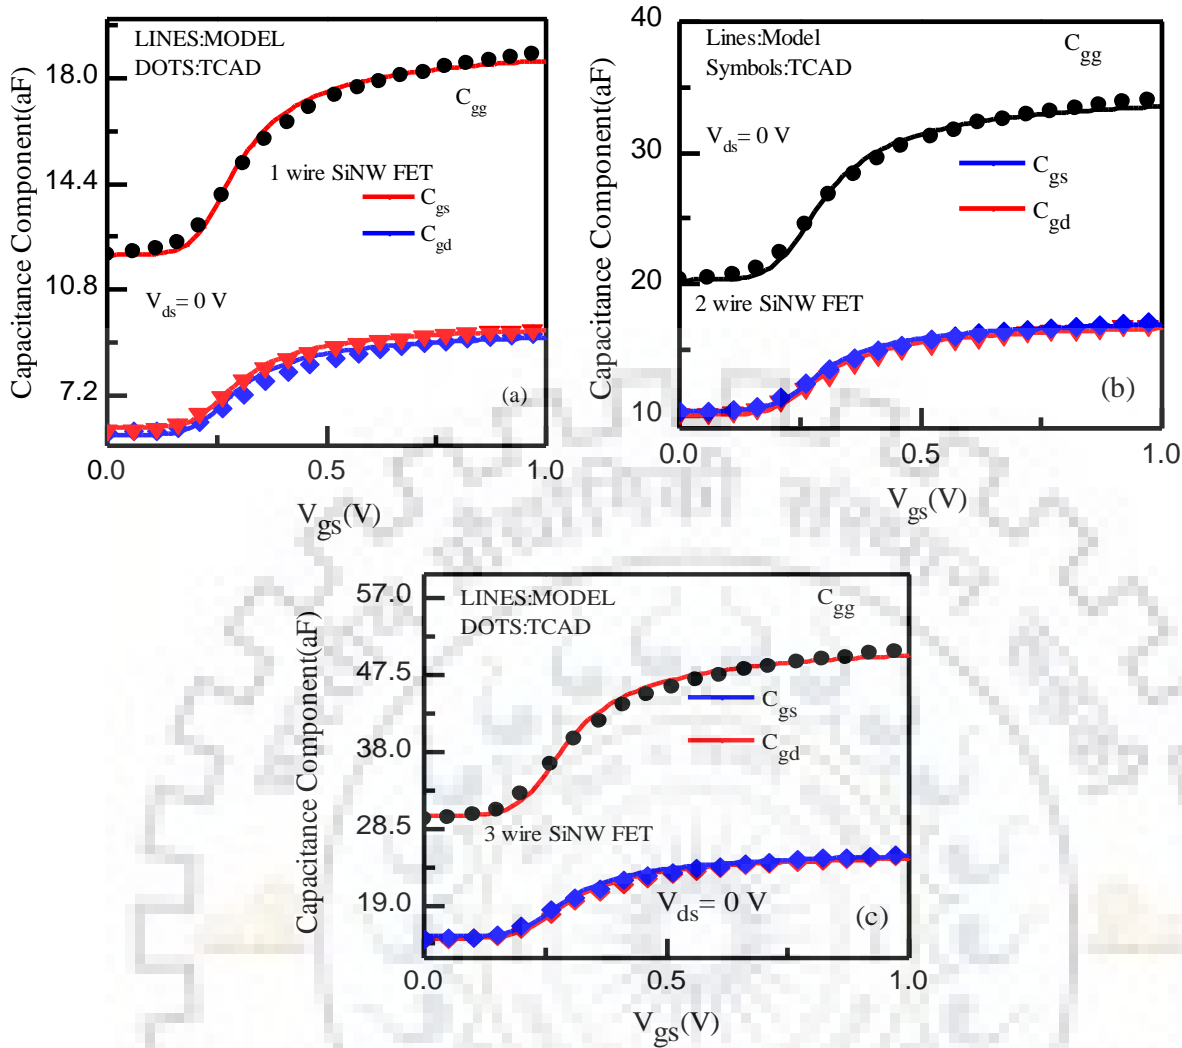 LINES:MODEL
DOTS:TCAD
C_gg
1 wire SiNW FET
C_gs
C_gd
V_ds= 0 V
(a)
Capacitance Component(aF)
18.0
14.4
10.8
7.2
0.0 0.5 1.0
V_gs(V)
Lines:Model
Symbols:TCAD
C_gg
V_ds= 0 V
C_gs
C_gd
2 wire SiNW FET
(b)
Capacitance Component(aF)
40
30
20
10
0.0 0.5 1.0
V_gs(V)
LINES:MODEL
DOTS:TCAD
C_gg
C_gs
C_gd
3 wire SiNW FET
V_ds= 0 V
(c)
Capacitance Component(aF)
57.0
47.5
38.0
28.5
19.0
0.0 0.5 1.0
V_gs(V)